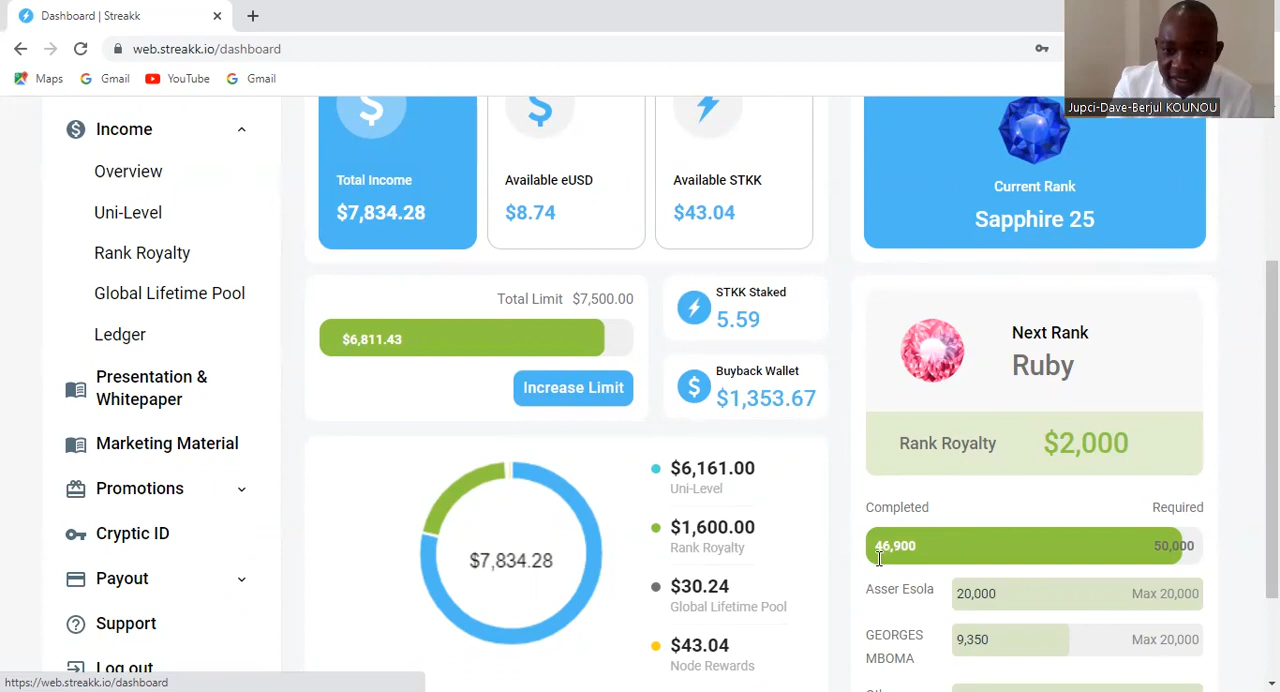 Dashboard | Streakk
web.streakk.io/dashboard
Maps
Gmail
YouTube
Gmail
Jupci-Dave-Berjul KOUNOU
Income
Overview
Uni-Level
Rank Royalty
Global Lifetime Pool
Ledger
Presentation &
Whitepaper
Marketing Material
Promotions
Cryptic ID
Payout
Support
Log out
Total Income
$7,834.28
Available eUSD
$8.74
Available STKK
$43.04
Current Rank
Sapphire 25
Total Limit $7,500.00
$6,811.43
Increase Limit
STKK Staked
5.59
Buyback Wallet
$1,353.67
Next Rank
Ruby
Rank Royalty $2,000
$7,834.28
$6,161.00
Uni-Level
$1,600.00
Rank Royalty
$30.24
Global Lifetime Pool
$43.04
Node Rewards
Completed Required
46,900 50,000
Asser Esola 20,000 Max 20,000
GEORGES
MBOMA
9,350 Max 20,000
https://web.streakk.io/dashboard